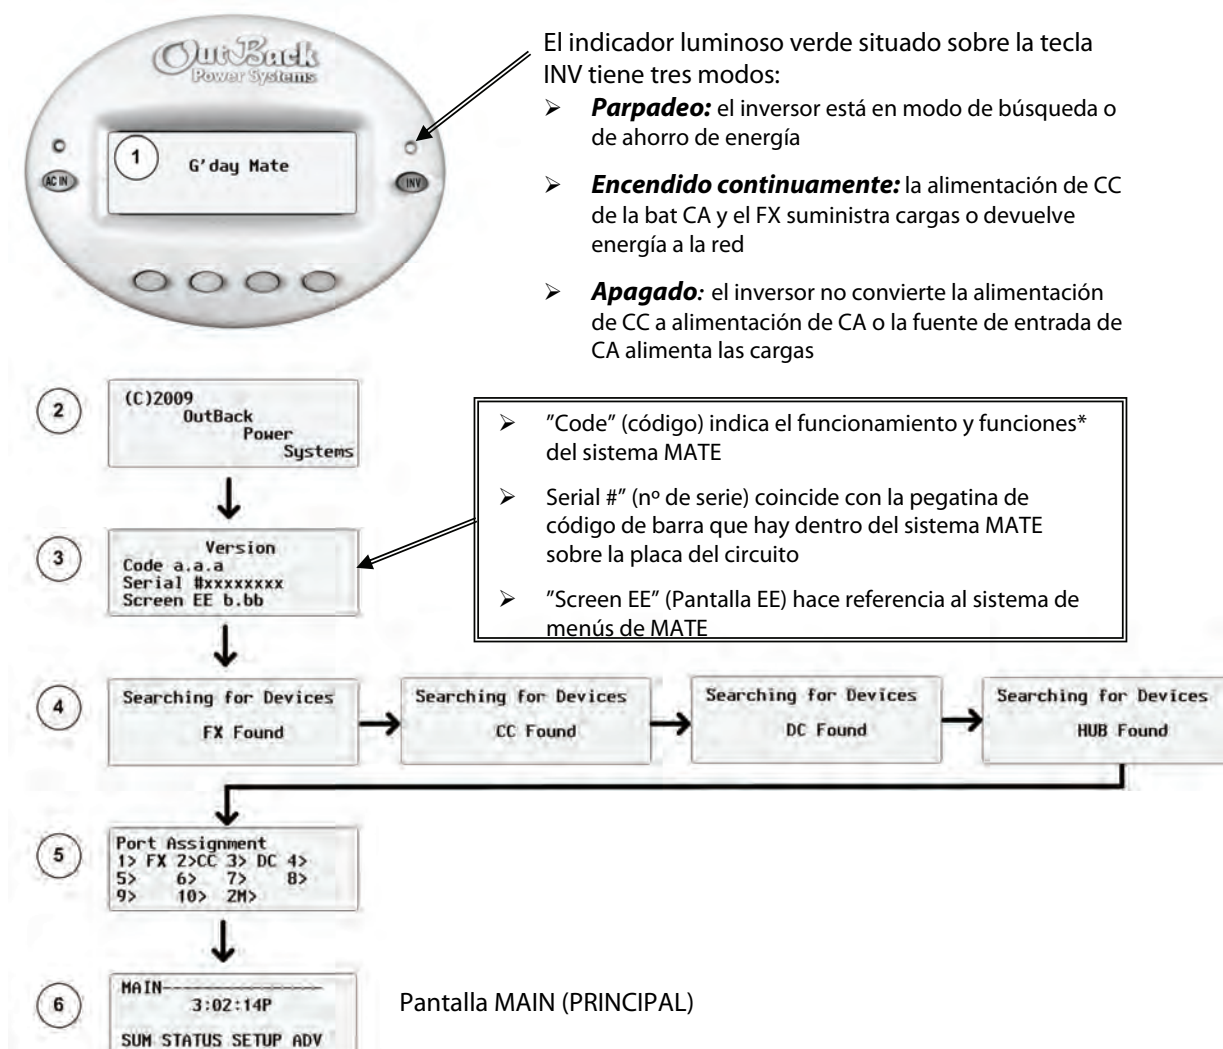 OutBack
Power Systems
1
G'day Mate
AC IN
INV
El indicador luminoso verde situado sobre la tecla
INV tiene tres modos:
➢ Parpadeo: el inversor está en modo de búsqueda o
de ahorro de energía
➢ Encendido continuamente: la alimentación de CC
de la bat CA y el FX suministra cargas o devuelve
energía a la red
➢ Apagado: el inversor no convierte la alimentación
de CC a alimentación de CA o la fuente de entrada de
CA alimenta las cargas
2
(C)2009
OutBack
Power
Systems
➢ "Code" (código) indica el funcionamiento y funciones*
del sistema MATE
➢ Serial #" (nº de serie) coincide con la pegatina de
código de barra que hay dentro del sistema MATE
sobre la placa del circuito
➢ "Screen EE" (Pantalla EE) hace referencia al sistema de
menús de MATE
3
Version
Code a.a.a
Serial #xxxxxxxx
Screen EE b.bb
4
Searching for Devices
FX Found
Searching for Devices
CC Found
Searching for Devices
DC Found
Searching for Devices
HUB Found
5
Port Assignment
1> FX 2>CC 3> DC 4>
5> 6> 7> 8>
9> 10> 2M>
6
MAIN-----------------
3:02:14P
SUM STATUS SETUP ADV
Pantalla MAIN (PRINCIPAL)